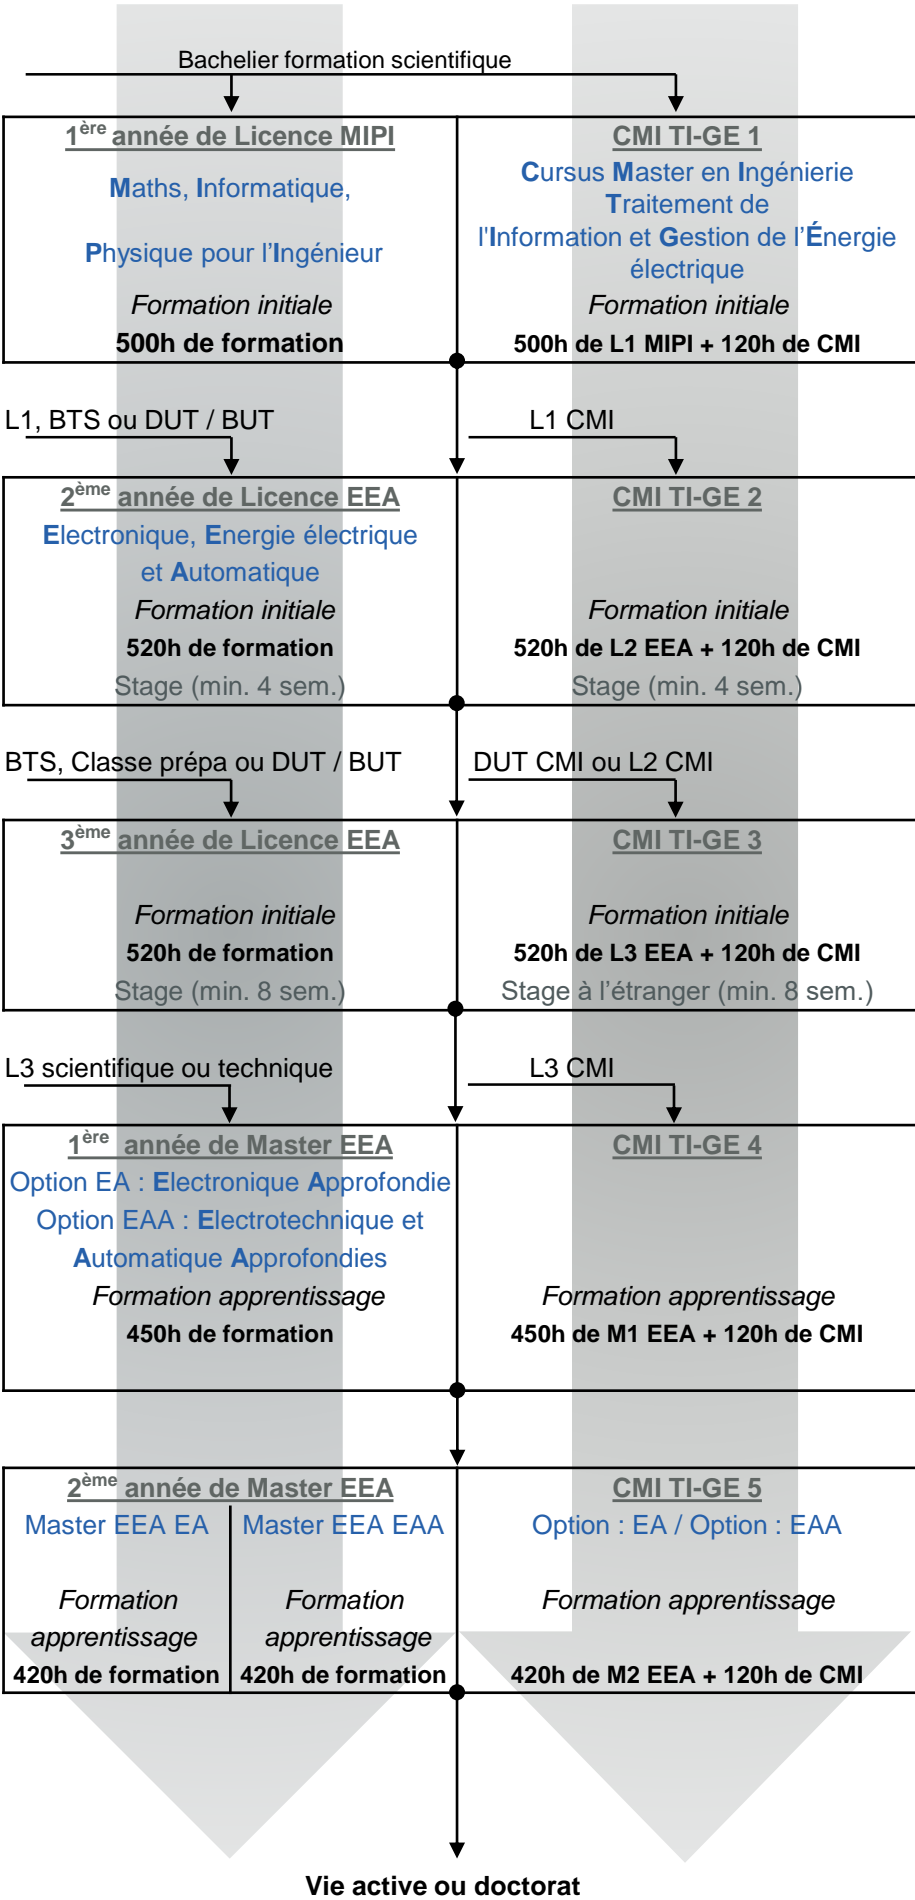 Bachelier formation scientifique
1ère année de Licence MIPI
Maths, Informatique,
Physique pour l'Ingénieur
Formation initiale
500h de formation
CMI TI-GE 1
Cursus Master en Ingénierie
Traitement de
l'Information et Gestion de l'Énergie
électrique
Formation initiale
500h de L1 MIPI + 120h de CMI
L1, BTS ou DUT / BUT
L1 CMI
2ème année de Licence EEA
Electronique, Energie électrique
et Automatique
Formation initiale
520h de formation
Stage (min. 4 sem.)
CMI TI-GE 2
Formation initiale
520h de L2 EEA + 120h de CMI
Stage (min. 4 sem.)
BTS, Classe prépa ou DUT / BUT
DUT CMI ou L2 CMI
3ème année de Licence EEA
Formation initiale
520h de formation
Stage (min. 8 sem.)
CMI TI-GE 3
Formation initiale
520h de L3 EEA + 120h de CMI
Stage à l'étranger (min. 8 sem.)
L3 scientifique ou technique
L3 CMI
1ère année de Master EEA
Option EA : Electronique Approfondie
Option EAA : Electrotechnique et
Automatique Approfondies
Formation apprentissage
450h de formation
CMI TI-GE 4
Formation apprentissage
450h de M1 EEA + 120h de CMI
2ème année de Master EEA
Master EEA EA
Formation
apprentissage
420h de formation
Master EEA EAA
Formation
apprentissage
420h de formation
CMI TI-GE 5
Option : EA / Option : EAA
Formation apprentissage
420h de M2 EEA + 120h de CMI
Vie active ou doctorat